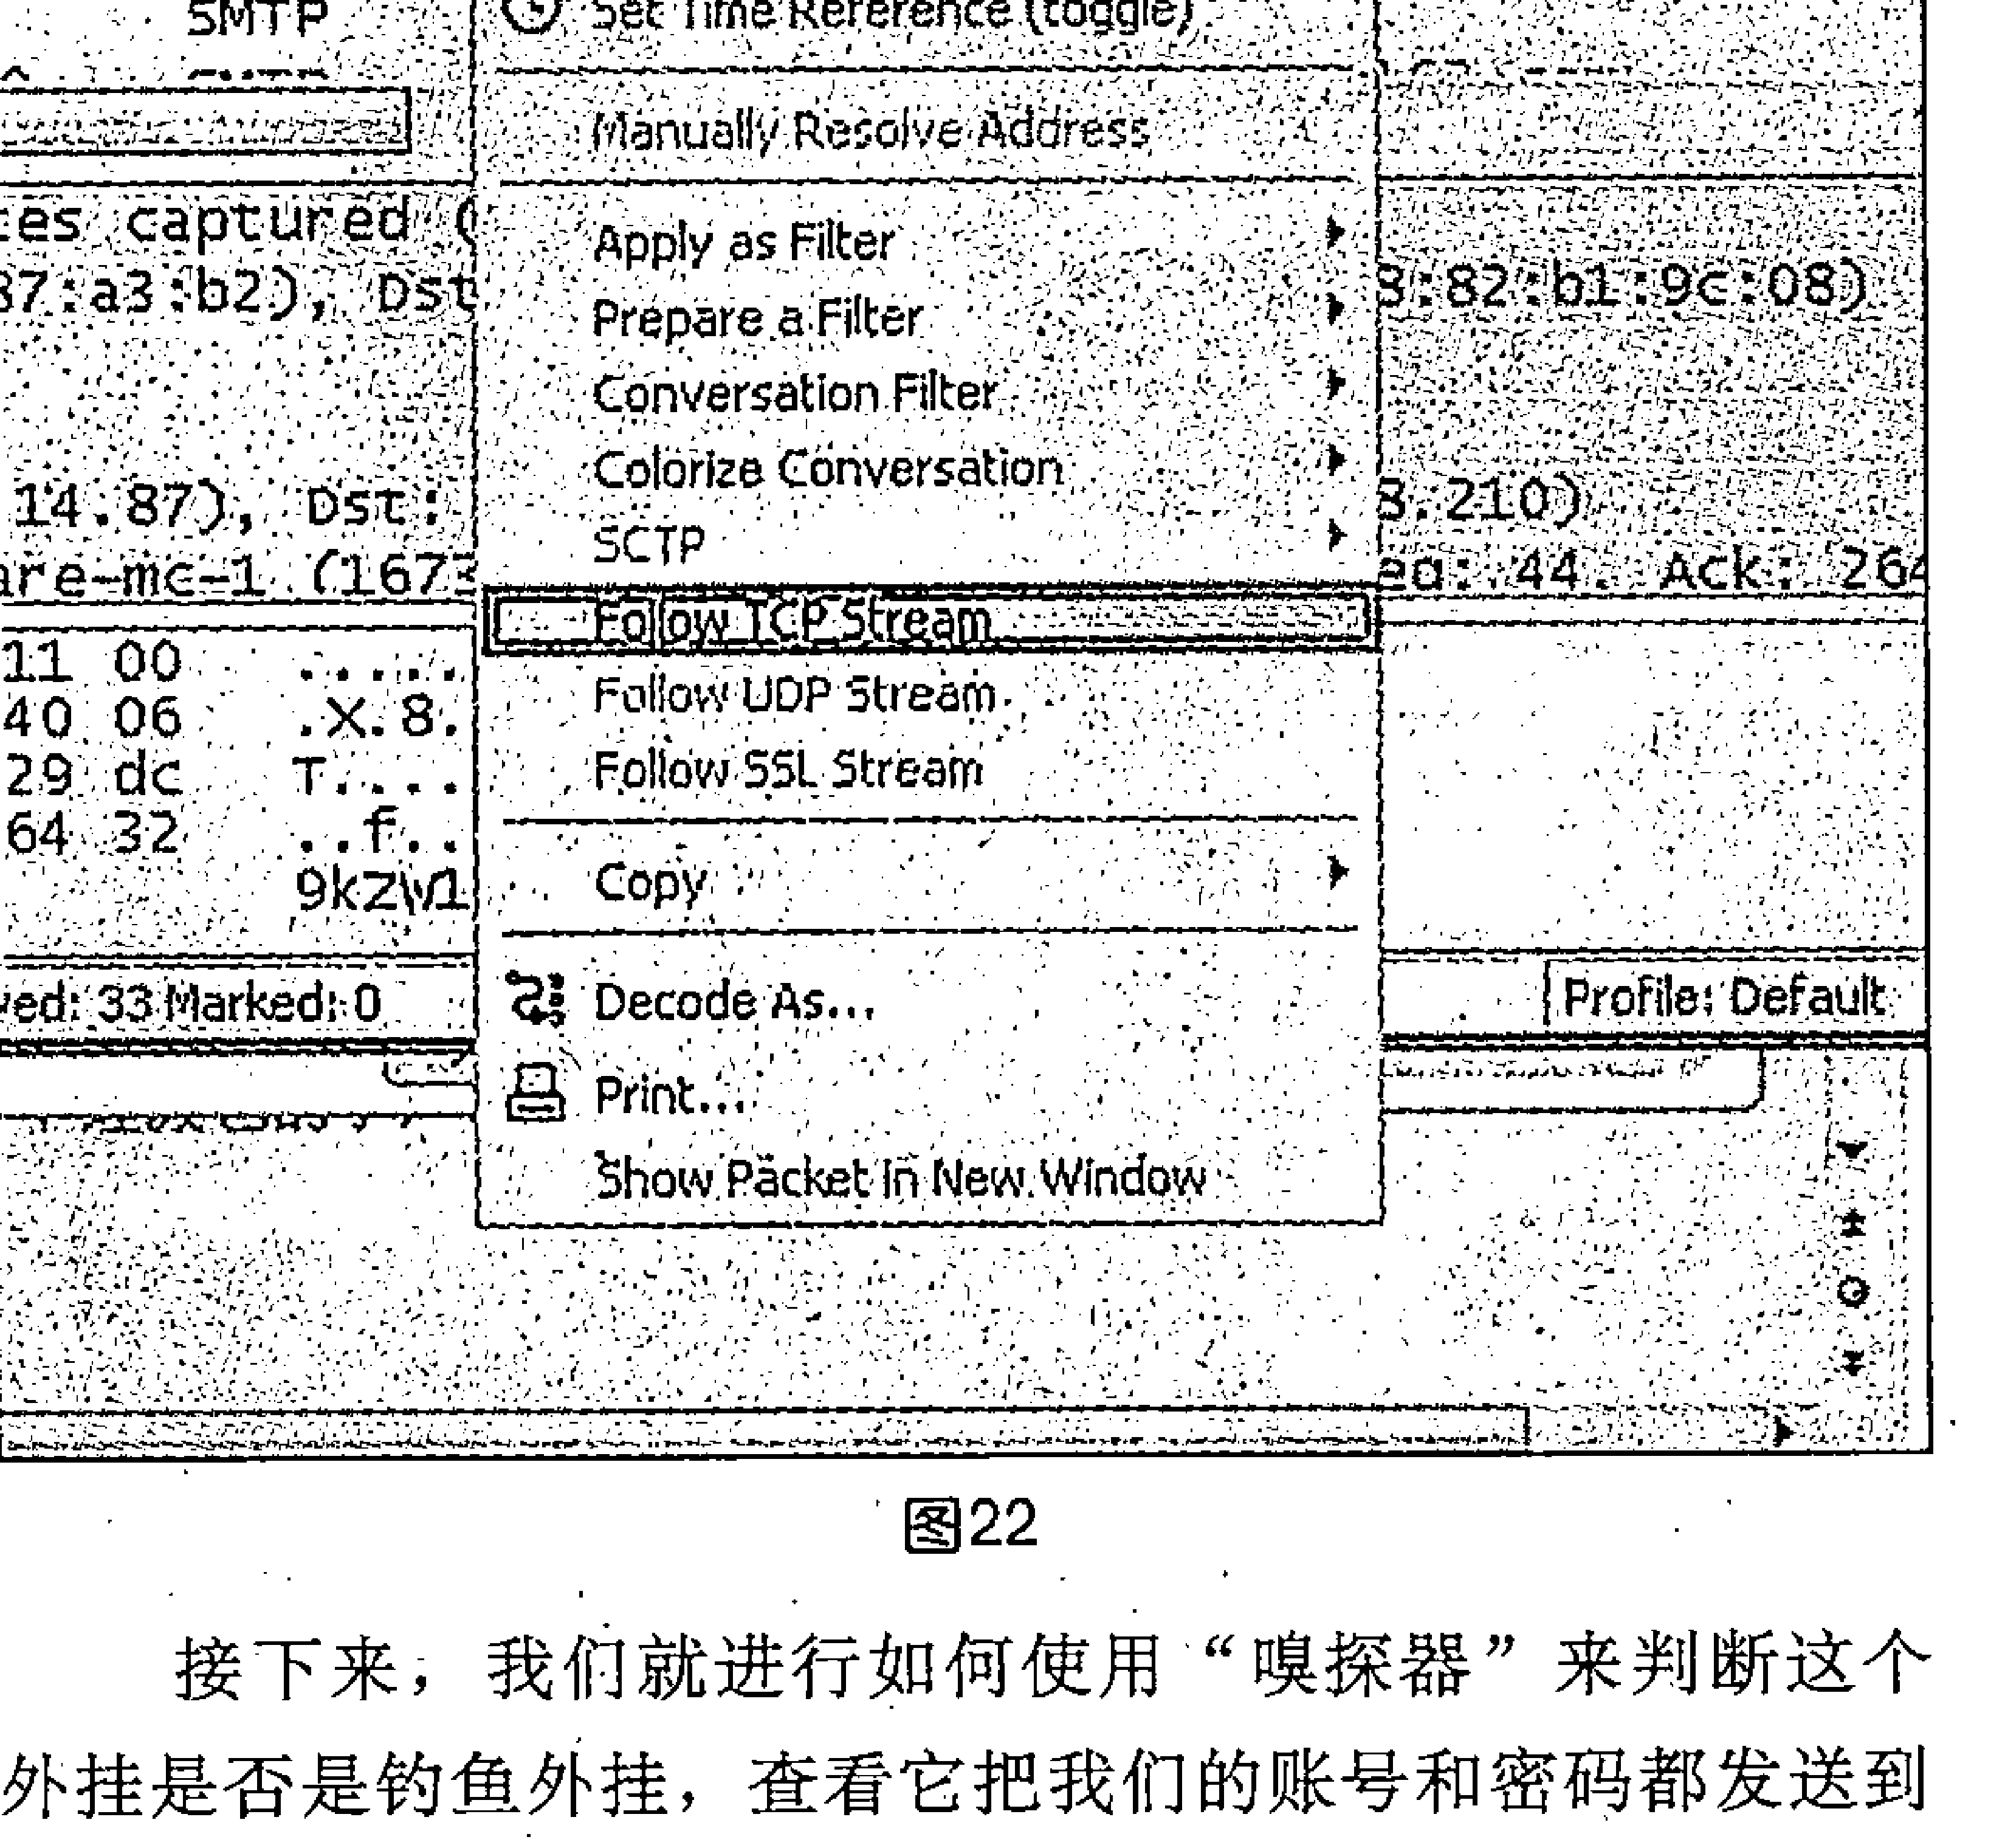 SMTP
Set Time Reference (toggle)
Manually Resolve Address
es captured (
Apply as Filter
37:a3:b2), Dst
3:82:b1:9c:08)
Prepare a Filter
Conversation Filter
Colorize Conversation
14.87), Dst:
3.210)
SCTP
are-mc-1 (1673
eq: 44, Ack: 264
Follow TCP Stream
11 00 .....
Follow UDP Stream
40 06 .X.8.
Follow SSL Stream
29 dc T....
64 32 ..f..
Copy
9kZW1
ved: 33 Marked: 0
Decode As...
Profile: Default
Print...
Show Packet in New Window
图22
接下来，我们就进行如何使用“嗅探器”来判断这个
外挂是否是钓鱼外挂，查看它把我们的账号和密码都发送到